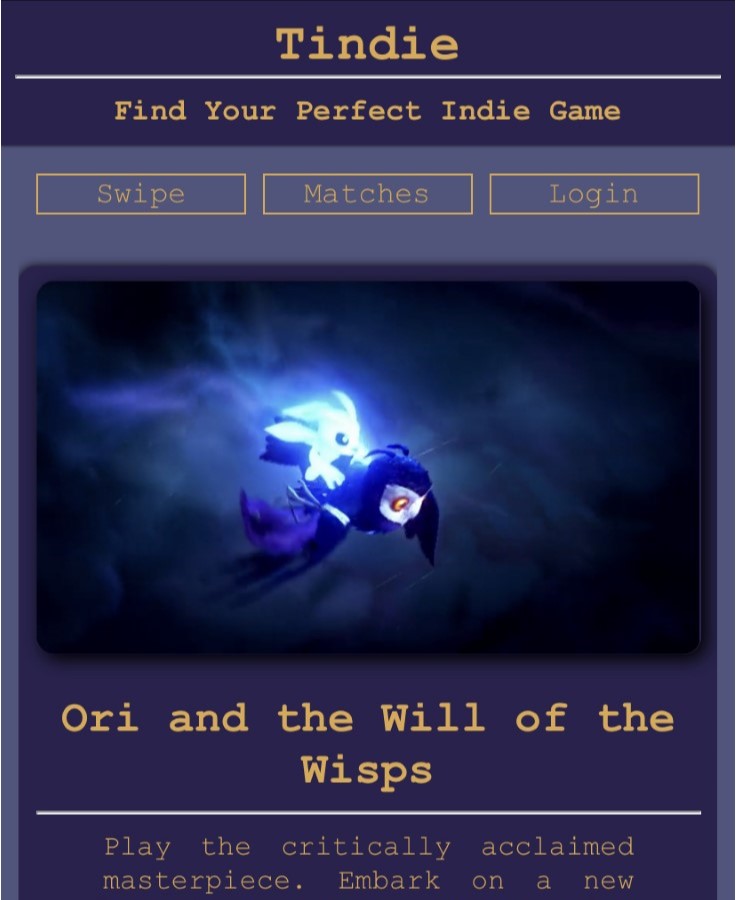 Tindie
Find Your Perfect Indie Game
Swipe
Matches
Login
Ori and the Will of the
Wisps
Play the critically acclaimed
masterpiece. Embark on a new